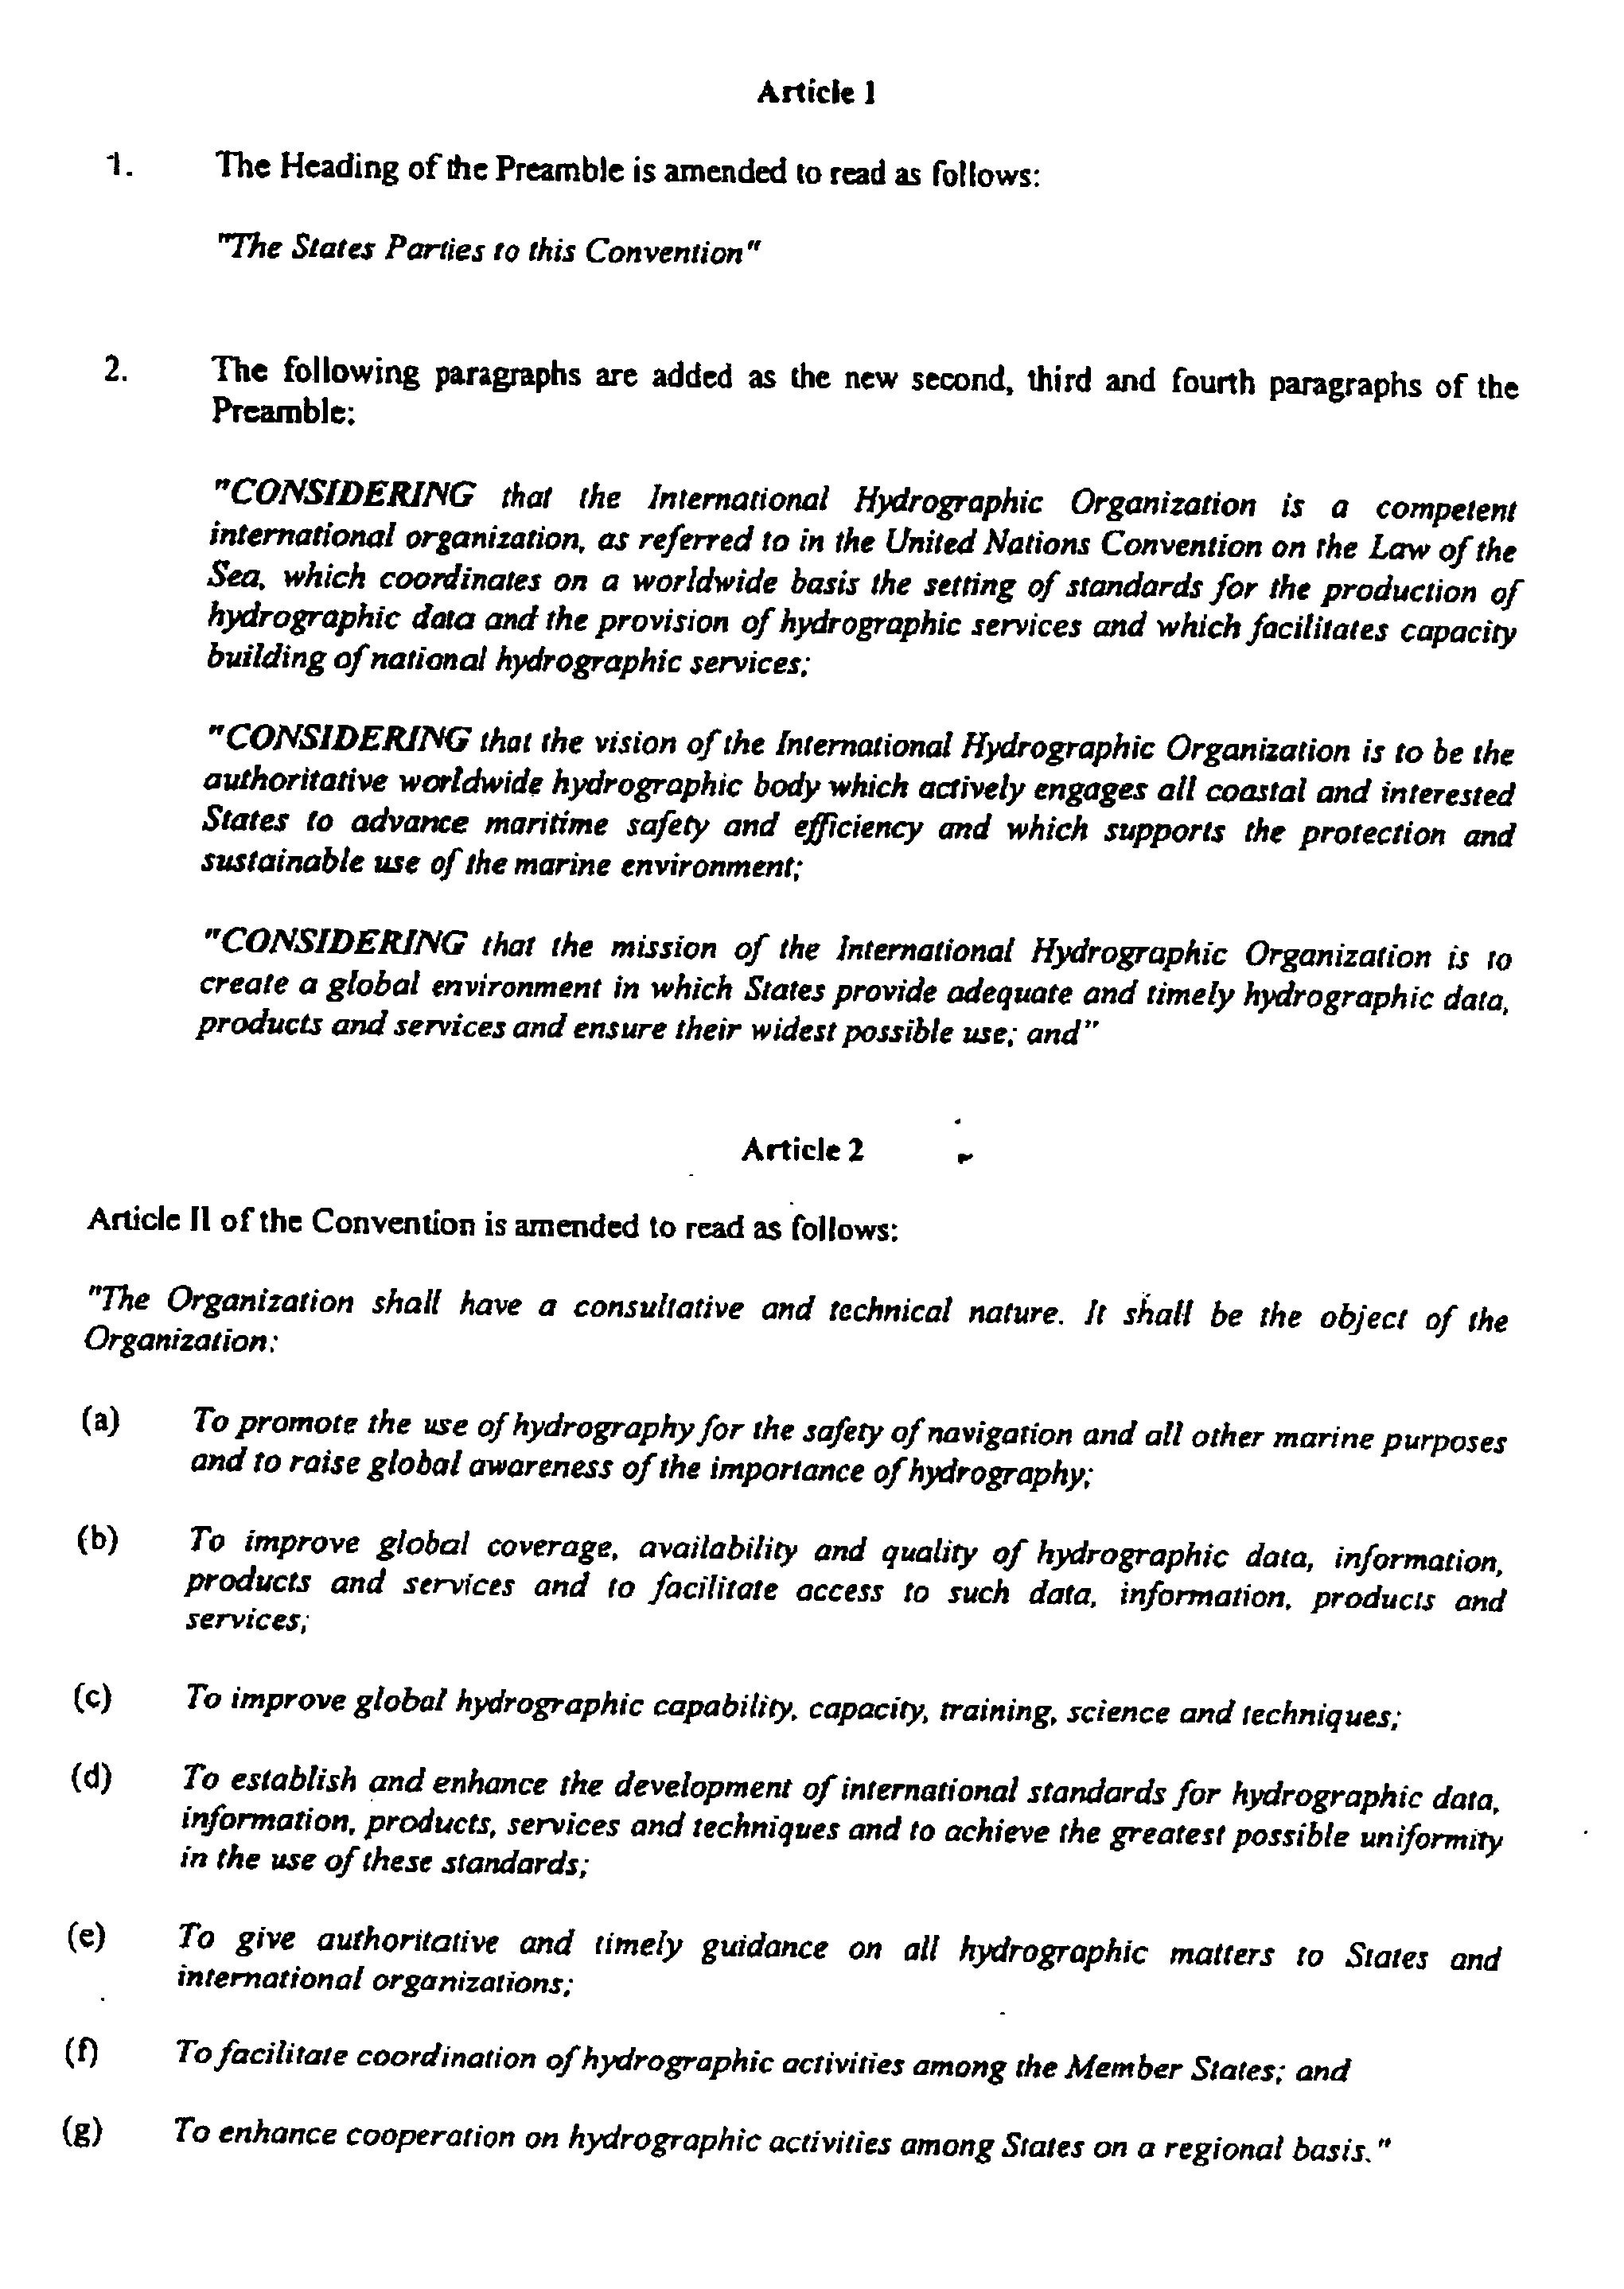 Article 1
1. The Heading of the Preamble is amended to read as follows:
"The States Parties to this Convention"
2. The following paragraphs are added as the new second, third and fourth paragraphs of the
Preamble:
"CONSIDERING that the International Hydrographic Organization is a competent
international organization, as referred to in the United Nations Convention on the Law of the
Sea, which coordinates on a worldwide basis the setting of standards for the production of
hydrographic data and the provision of hydrographic services and which facilitates capacity
building of national hydrographic services;
"CONSIDERING that the vision of the International Hydrographic Organization is to be the
authoritative worldwide hydrographic body which actively engages all coastal and interested
States to advance maritime safety and efficiency and which supports the protection and
sustainable use of the marine environment;
"CONSIDERING that the mission of the International Hydrographic Organization is to
create a global environment in which States provide adequate and timely hydrographic data,
products and services and ensure their widest possible use; and"
Article 2
Article II of the Convention is amended to read as follows:
"The Organization shall have a consultative and technical nature. It shall be the object of the
Organization:
(a) To promote the use of hydrography for the safety of navigation and all other marine purposes
and to raise global awareness of the importance of hydrography;
(b) To improve global coverage, availability and quality of hydrographic data, information,
products and services and to facilitate access to such data, information, products and
services;
(c) To improve global hydrographic capability, capacity, training, science and techniques;
(d) To establish and enhance the development of international standards for hydrographic data,
information, products, services and techniques and to achieve the greatest possible uniformity
in the use of these standards;
(e) To give authoritative and timely guidance on all hydrographic matters to States and
international organizations;
(f) To facilitate coordination of hydrographic activities among the Member States; and
(g) To enhance cooperation on hydrographic activities among States on a regional basis."